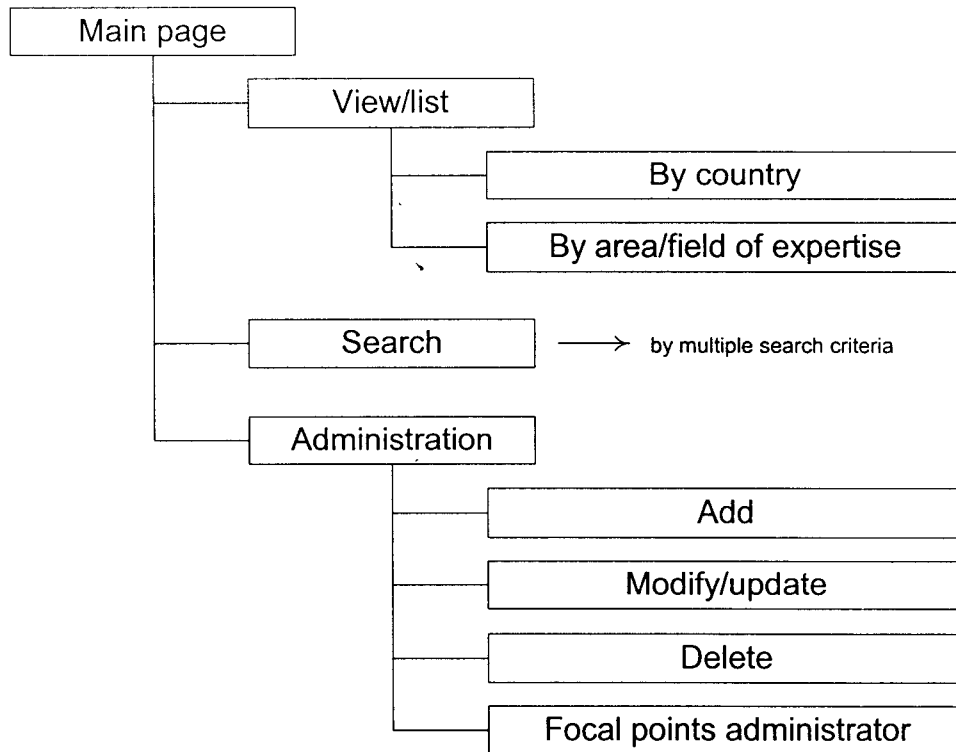 Main page
View/list
By country
By area/field of expertise
Search
by multiple search criteria
Administration
Add
Modify/update
Delete
Focal points administrator